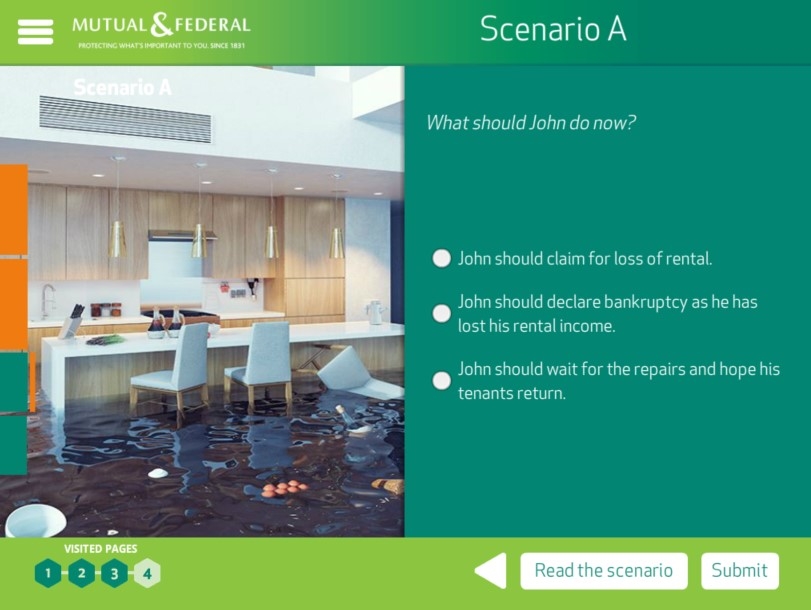 MUTUAL & FEDERAL
PROTECTING WHAT'S IMPORTANT TO YOU. SINCE 1831
Scenario A
Scenario A
What should John do now?
John should claim for loss of rental.
John should declare bankruptcy as he has
lost his rental income.
John should wait for the repairs and hope his
tenants return.
VISITED PAGES
1 2 3 4
Read the scenario
Submit